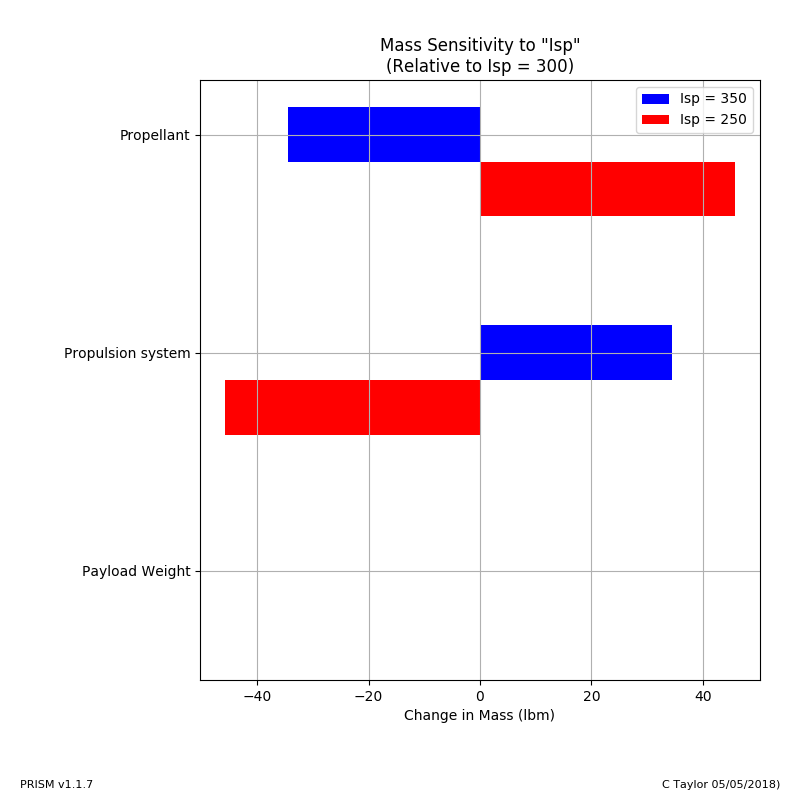 Mass Sensitivity to "Isp"
(Relative to Isp = 300)
Isp = 350
Isp = 250
Propellant
Propulsion system
Payload Weight
−40 −20 0 20 40
Change in Mass (lbm)
PRISM v1.1.7 C Taylor 05/05/2018)